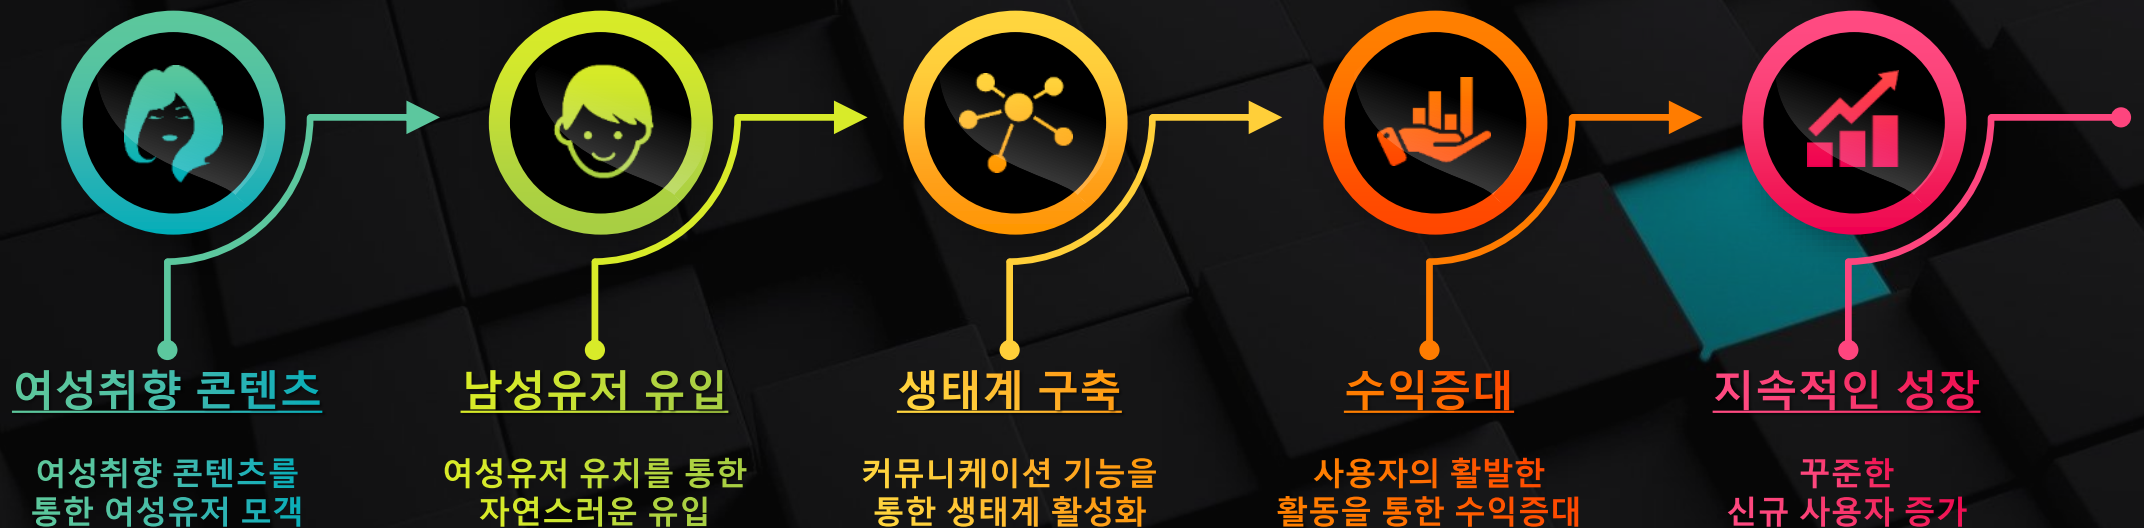 여성취향 콘텐츠
여성취향 콘텐츠를
통한 여성유저 모객
남성유저 유입
여성유저 유치를 통한
자연스러운 유입
생태계 구축
커뮤니케이션 기능을
통한 생태계 활성화
수익증대
사용자의 활발한
활동을 통한 수익증대
지속적인 성장
꾸준한
신규 사용자 증가